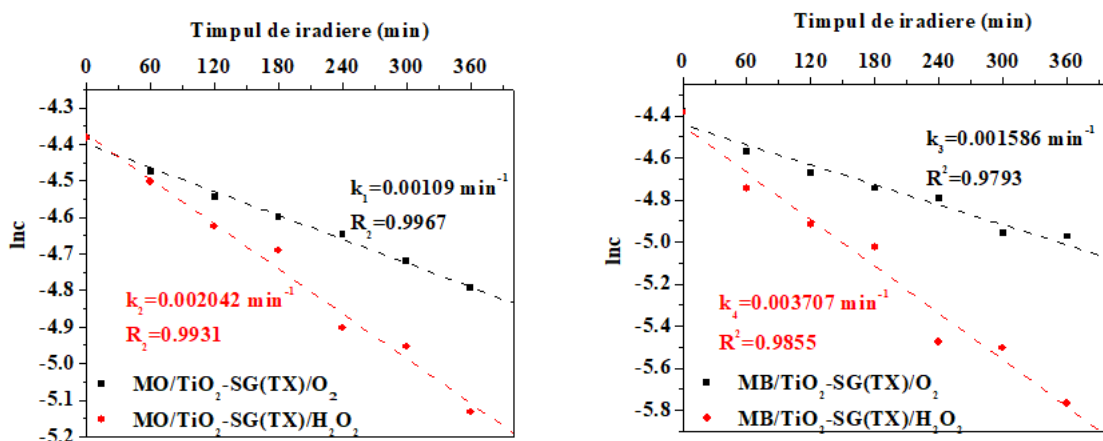 Timpul de iradiere (min)
0 60 120 180 240 300 360
-4.3
-4.4
-4.5
-4.6
-4.7
-4.8
-4.9
-5.0
-5.1
-5.2
lnc
k₁=0.00109 min⁻¹
R₂=0.9967
k₂=0.002042 min⁻¹
R₂=0.9931
MO/TiO₂-SG(TX)/O₂
MO/TiO₂-SG(TX)/H₂O₂
Timpul de iradiere (min)
0 60 120 180 240 300 360
-4.4
-4.6
-4.8
-5.0
-5.2
-5.4
-5.6
-5.8
lnc
k₃=0.001586 min⁻¹
R²=0.9793
k₄=0.003707 min⁻¹
R²=0.9855
MB/TiO₂-SG(TX)/O₂
MB/TiO₂-SG(TX)/H₂O₂